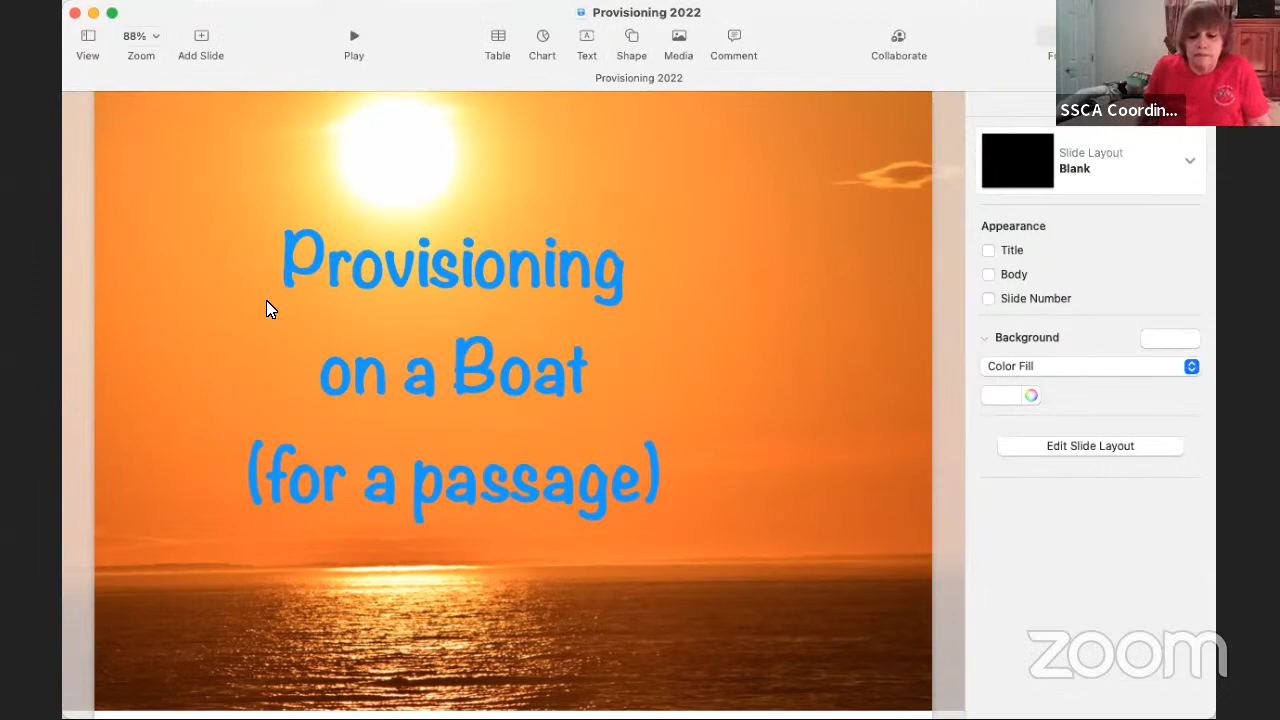 Provisioning 2022
88%
View
Zoom
Add Slide
Play
Table
Chart
Text
Shape
Media
Comment
Collaborate
Fo
Provisioning 2022
SSCA Coordin...
Provisioning
on a Boat
(for a passage)
Slide Layout
Blank
Appearance
Title
Body
Slide Number
Background
Color Fill
Edit Slide Layout
zoom